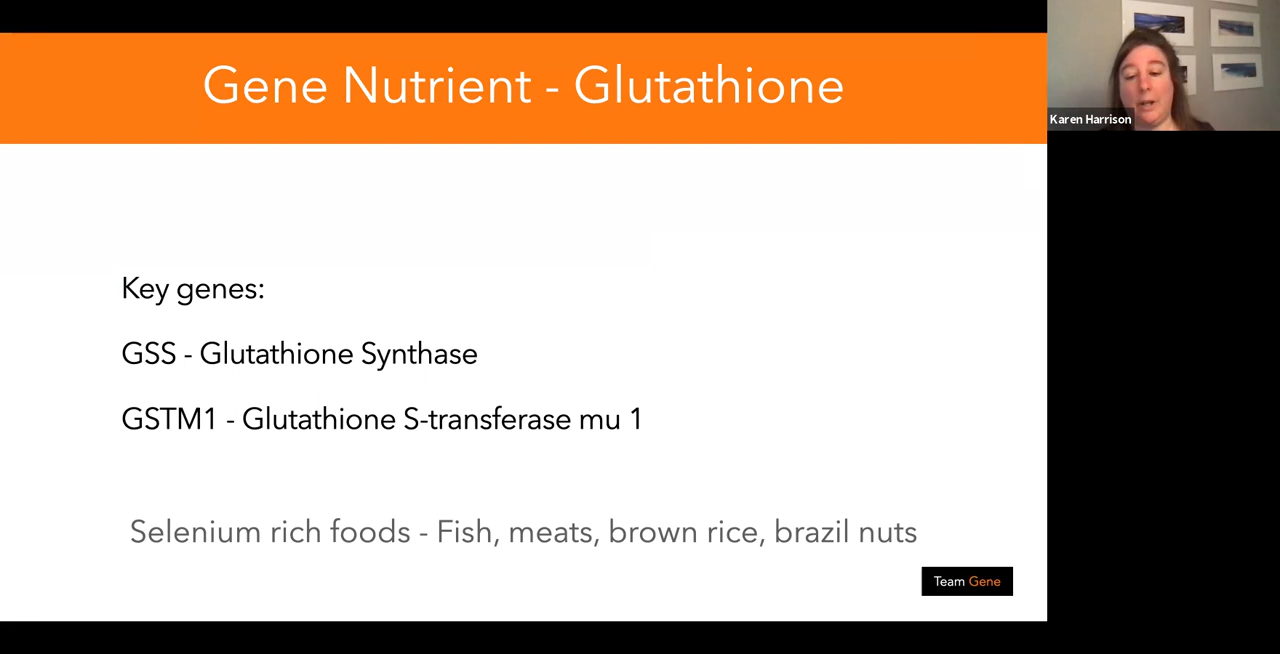 Gene Nutrient - Glutathione
Karen Harrison
Key genes:
GSS - Glutathione Synthase
GSTM1 - Glutathione S-transferase mu 1
Selenium rich foods - Fish, meats, brown rice, brazil nuts
Team Gene